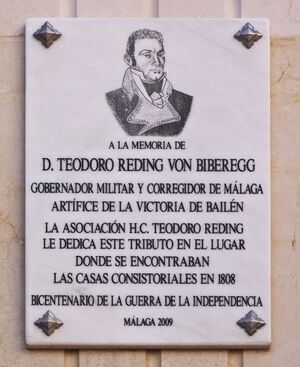 A LA MEMORIA DE
D. TEODORO REDING VON BIBEREGG
GOBERNADOR MILITAR Y CORREGIDOR DE MÁLAGA
ARTÍFICE DE LA VICTORIA DE BAILÉN
LA ASOCIACIÓN H.C. TEODORO REDING
LE DEDICA ESTE TRIBUTO EN EL LUGAR
DONDE SE ENCONTRABAN
LAS CASAS CONSISTORIALES EN 1808
BICENTENARIO DE LA GUERRA DE LA INDEPENDENCIA
MÁLAGA 2009